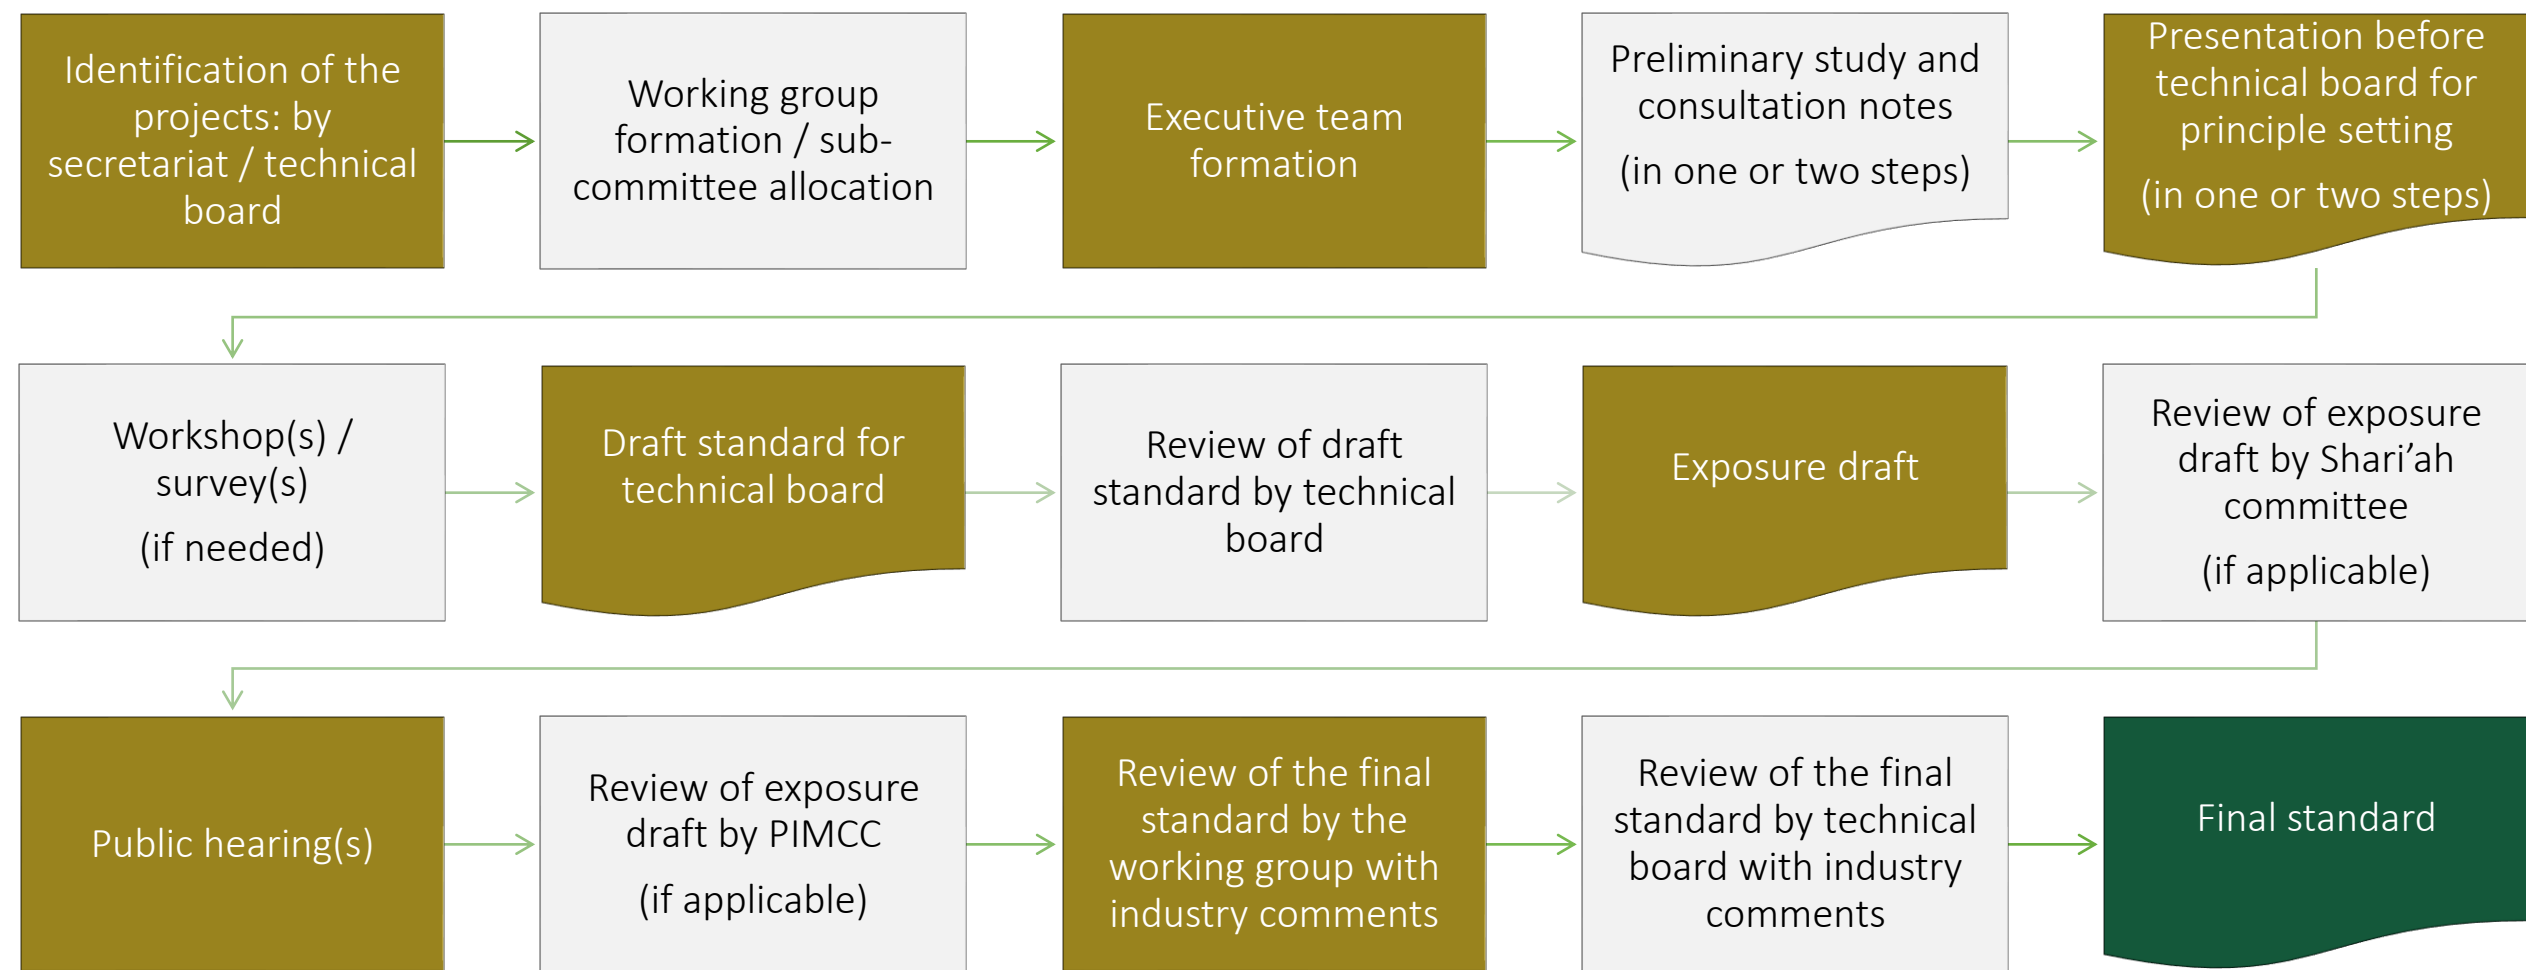 Identification of the
projects: by
secretariat / technical
board
Working group
formation / sub-
committee allocation
Executive team
formation
Preliminary study and
consultation notes
(in one or two steps)
Presentation before
technical board for
principle setting
(in one or two steps)
Workshop(s) /
survey(s)
(if needed)
Draft standard for
technical board
Review of draft
standard by technical
board
Exposure draft
Review of exposure
draft by Shari’ah
committee
(if applicable)
Public hearing(s)
Review of exposure
draft by PIMCC
(if applicable)
Review of the final
standard by the
working group with
industry comments
Review of the final
standard by technical
board with industry
comments
Final standard